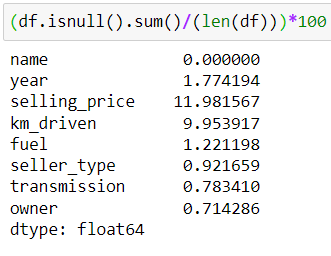 (df.isnull().sum()/(len(df)))*100
name 0.000000
year 1.774194
selling_price 11.981567
km_driven 9.953917
fuel 1.221198
seller_type 0.921659
transmission 0.783410
owner 0.714286
dtype: float64